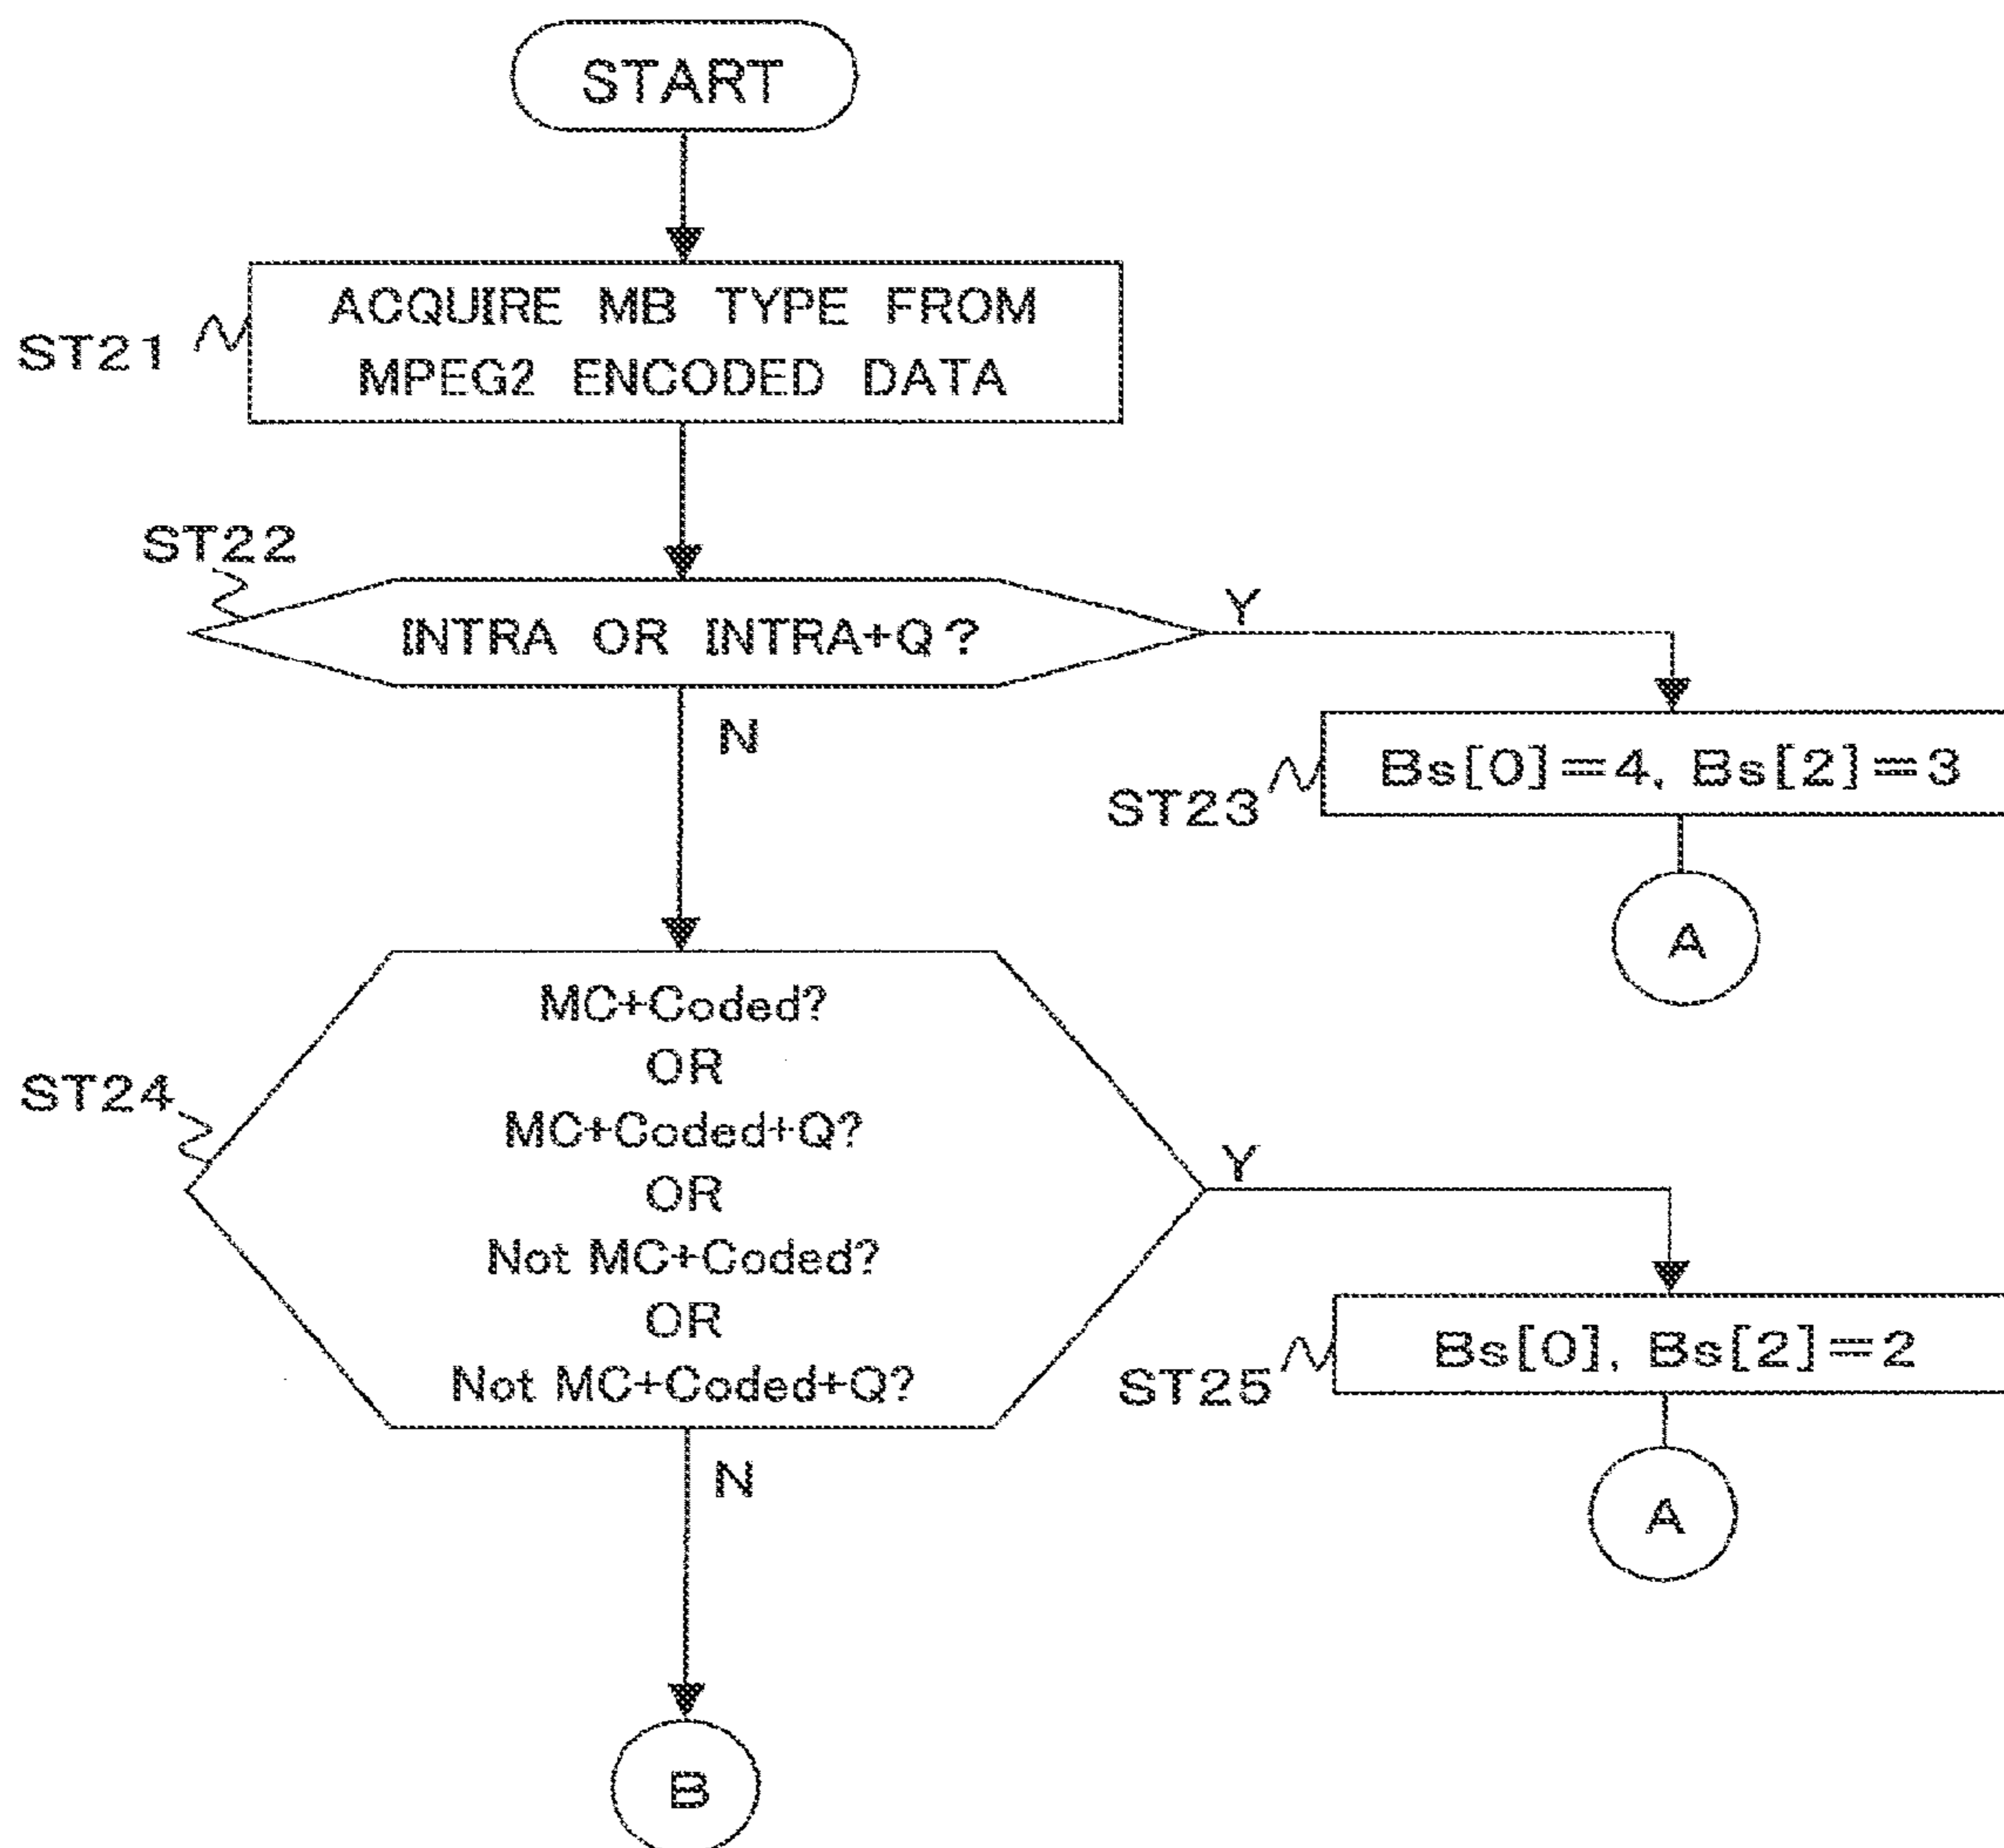 START
ST21
ACQUIRE MB TYPE FROM
MPEG2 ENCODED DATA
ST22
INTRA OR INTRA+Q?
Y
N
ST23
Bs[0]=4, Bs[2]=3
A
ST24
MC+Coded?
OR
MC+Coded+Q?
OR
Not MC+Coded?
OR
Not MC+Coded+Q?
Y
N
ST25
Bs[0], Bs[2]=2
A
B